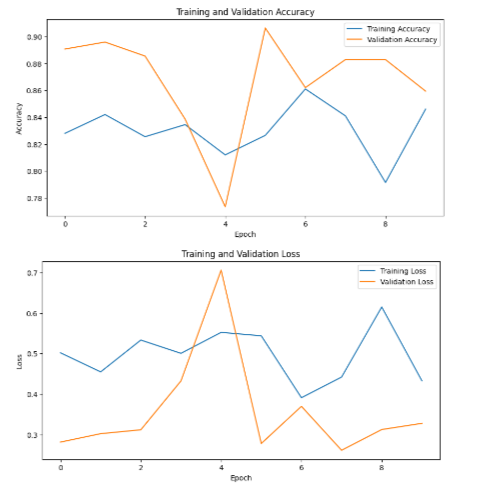 Training and Validation Accuracy
Training Accuracy
Validation Accuracy
0.90
0.88
0.86
0.84
0.82
0.80
0.78
Accuracy
0
2
4
6
8
Epoch
Training and Validation Loss
Training Loss
Validation Loss
0.7
0.6
0.5
0.4
0.3
Loss
0
2
4
6
8
Epoch